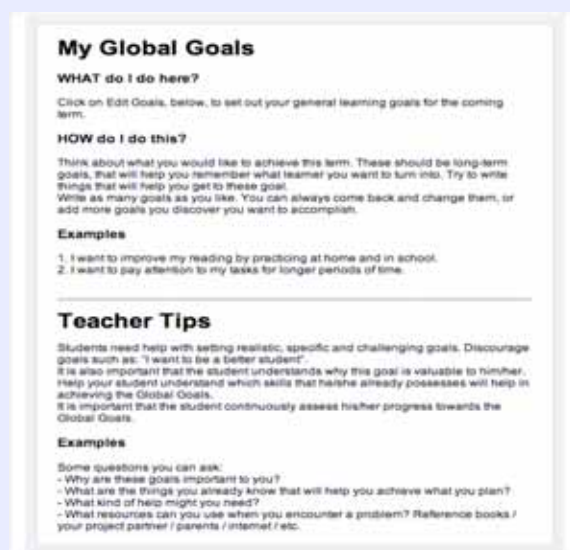 My Global Goals
WHAT do I do here?
Click on Edit Goals, below, to set out your general learning goals for the coming
term.
HOW do I do this?
Think about what you would like to achieve this term. These should be long-term
goals, that will help you remember what learner you want to turn into. Try to write
things that will help you get to these goal.
Write as many goals as you like. You can always come back and change them, or
add more goals you discover you want to accomplish.
Examples
1. I want to improve my reading by practicing at home and in school.
2. I want to pay attention to my tasks for longer periods of time.
Teacher Tips
Students need help with setting realistic, specific and challenging goals. Discourage
goals such as: "I want to be a better student".
It is also important that the student understands why this goal is valuable to him/her.
Help your student understand which skills that he/she already possesses will help in
achieving the Global Goals.
It is important that the student continuously assess his/her progress towards the
Global Goals.
Examples
Some questions you can ask:
- Why are these goals important to you?
- What are the things you already know that will help you achieve what you plan?
- What kind of help might you need?
- What resources can you use when you encounter a problem? Reference books /
your project partner / parents / internet / etc.